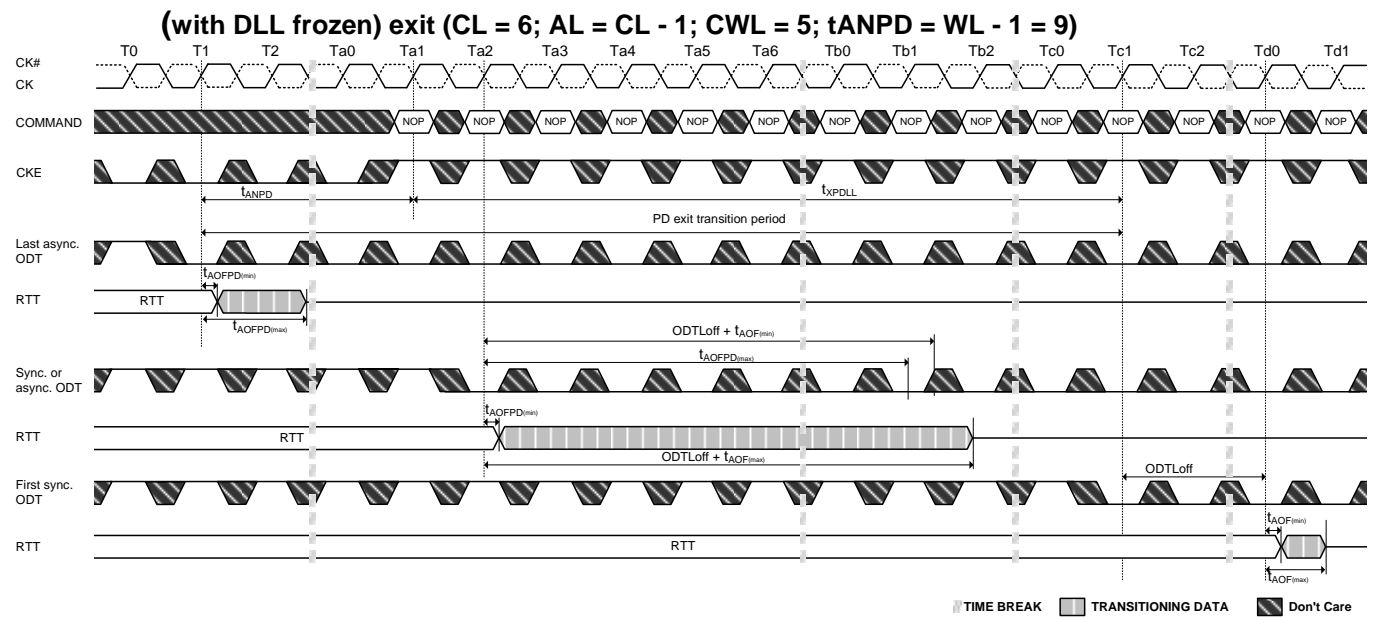 (with DLL frozen) exit (CL = 6; AL = CL - 1; CWL = 5; tANPD = WL - 1 = 9)
T0 T1 T2 Ta0 Ta1 Ta2 Ta3 Ta4 Ta5 Ta6 Tb0 Tb1 Tb2 Tc0 Tc1 Tc2 Td0 Td1
CK#
CK
COMMAND NOP NOP NOP NOP NOP NOP NOP NOP NOP NOP NOP NOP NOP NOP
CKE
tANPD tXPDLL
PD exit transition period
Last async.
ODT
tAOFPD(min)
RTT RTT
tAOFPD(max)
ODTLoff + tAOF(min)
tAOFPD(max)
Sync. or
async. ODT
tAOFPD(min)
RTT RTT
ODTLoff + tAOF(max)
ODTLoff
First sync.
ODT
tAOF(min)
RTT RTT
tAOF(max)
TIME BREAK TRANSITIONING DATA Don't Care